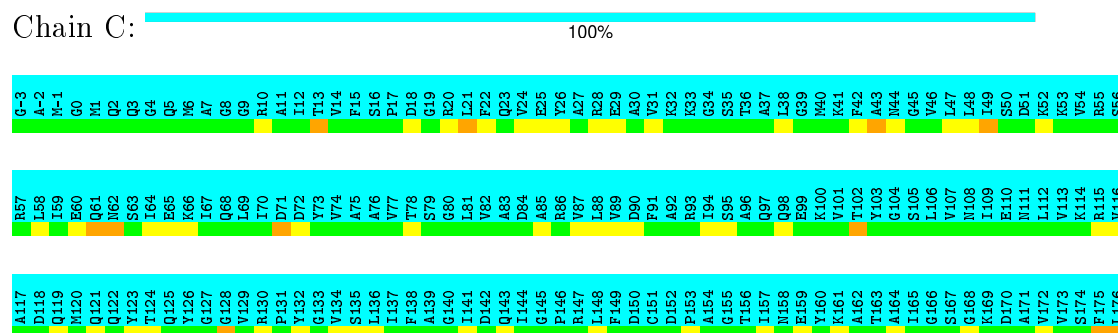 Chain C:
100%
G-3 A-2 M-1 G0 M1 Q2 Q3 G4 Q5 M6 A7 G8 G9 R10 A11 I12 T13 V14 F15 S16 P17 D18 G19 R20 L21 F22 Q23 V24 E25 Y26 A27 R28 E29 A30 V31 K32 K33 G34 S35 T36 A37 L38 G39 M40 K41 F42 A43 N44 G45 V46 L47 L48 I49 S50 D51 K52 K53 V54 R55 S56
R57 L58 I59 E60 Q61 N62 S63 I64 E65 K66 I67 Q68 L69 I70 D71 D72 Y73 V74 A75 A76 V77 T78 S79 G80 L81 V82 A83 D84 A85 R86 V87 L88 V89 D90 F91 A92 R93 I94 S95 A96 Q97 Q98 E99 K100 V101 T102 Y103 G104 S105 L106 V107 N108 I109 E110 N111 L112 V113 K114 R115 V116
A117 D118 Q119 M120 Q121 Q122 Y123 T124 Q125 Y126 G127 G128 V129 R130 P131 Y132 G133 V134 S135 L136 I137 F138 A139 G140 I141 D142 Q143 I144 G145 P146 R147 L148 F149 D150 C151 D152 P153 A154 G155 T156 I157 N158 E159 Y160 K161 A162 T163 A164 I165 G166 S167 G168 K169 D170 A171 V172 V173 S174 F175